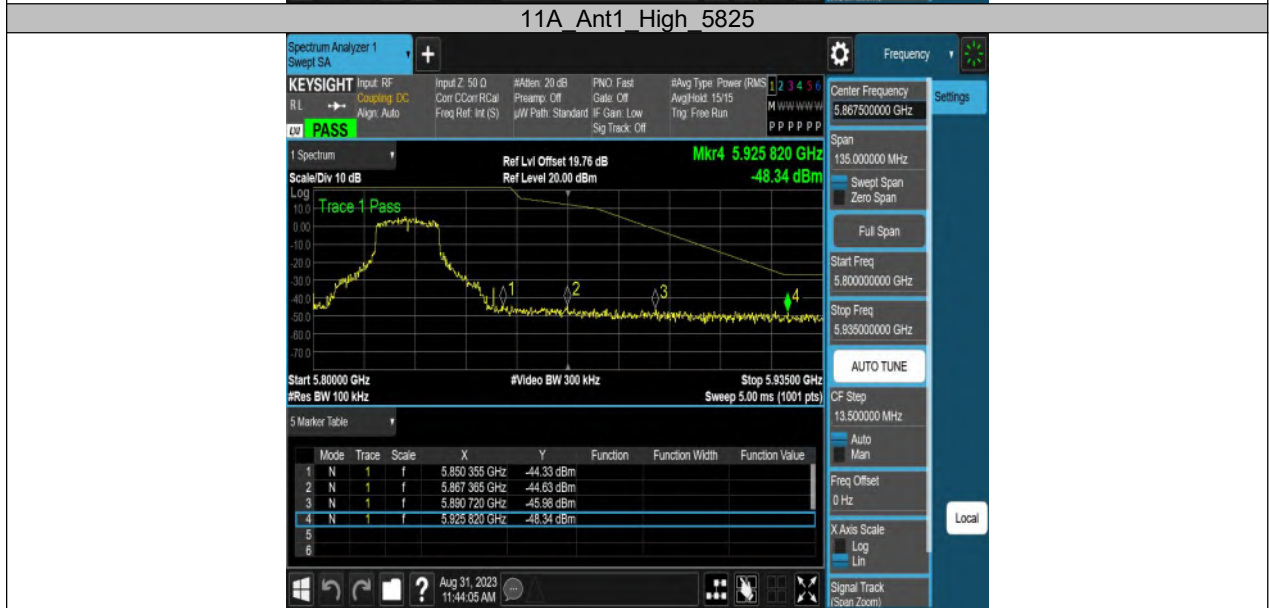 11A_Ant1_High_5825
Spectrum Analyzer 1
Swept SA
+
Frequency
KEYSIGHT Input: RF
RL
Coupling: DC
Align: Auto
LXI PASS
Input Z: 50 Ω
Corr CCorr RCal
Freq Ref: Int (S)
#Atten: 20 dB
Preamp: Off
µW Path: Standard
PNO: Fast
Gate: Off
IF Gain: Low
Sig Track: Off
#Avg Type: Power (RMS
Avg|Hold: 15/15
Trig: Free Run
1 2 3 4 5 6
M W W W W W
P P P P P P
Center Frequency
5.867500000 GHz
Settings
Span
135.000000 MHz
Swept Span
Zero Span
Full Span
Start Freq
5.800000000 GHz
Stop Freq
5.935000000 GHz
AUTO TUNE
CF Step
13.500000 MHz
Auto
Man
Freq Offset
0 Hz
X Axis Scale
Log
Lin
Local
Signal Track
(Span Zoom)
1 Spectrum
Scale/Div 10 dB
Ref Lvl Offset 19.76 dB
Ref Level 20.00 dBm
Mkr4 5.925 820 GHz
-48.34 dBm
Log
Trace 1 Pass
10.0
0.00
-10.0
-20.0
-30.0
-40.0
-50.0
-60.0
-70.0
1
2
3
4
Start 5.80000 GHz
#Video BW 300 kHz
Stop 5.93500 GHz
#Res BW 100 kHz
Sweep 5.00 ms (1001 pts)
5 Marker Table
Mode Trace Scale X Y Function Function Width Function Value
1 N 1 f 5.850 355 GHz -44.33 dBm
2 N 1 f 5.867 365 GHz -44.63 dBm
3 N 1 f 5.890 720 GHz -45.98 dBm
4 N 1 f 5.925 820 GHz -48.34 dBm
5
6
?
Aug 31, 2023
11:44:05 AM